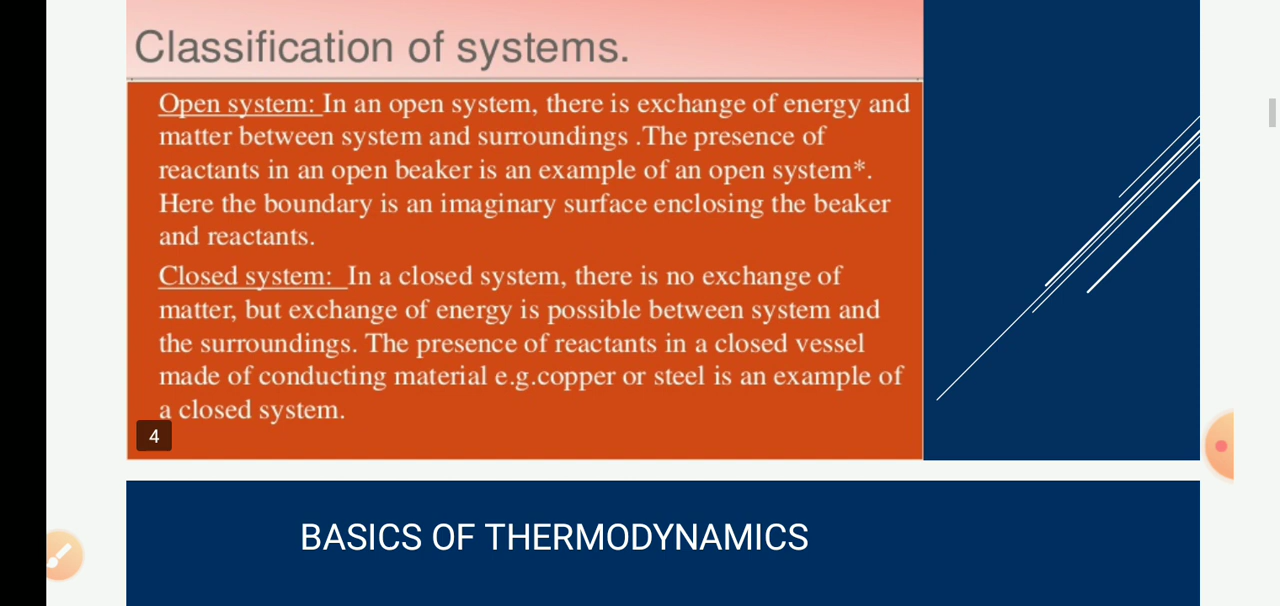 Classification of systems.
Open system: In an open system, there is exchange of energy and
matter between system and surroundings .The presence of
reactants in an open beaker is an example of an open system*.
Here the boundary is an imaginary surface enclosing the beaker
and reactants.
Closed system: In a closed system, there is no exchange of
matter, but exchange of energy is possible between system and
the surroundings. The presence of reactants in a closed vessel
made of conducting material e.g.copper or steel is an example of
a closed system.
4
BASICS OF THERMODYNAMICS